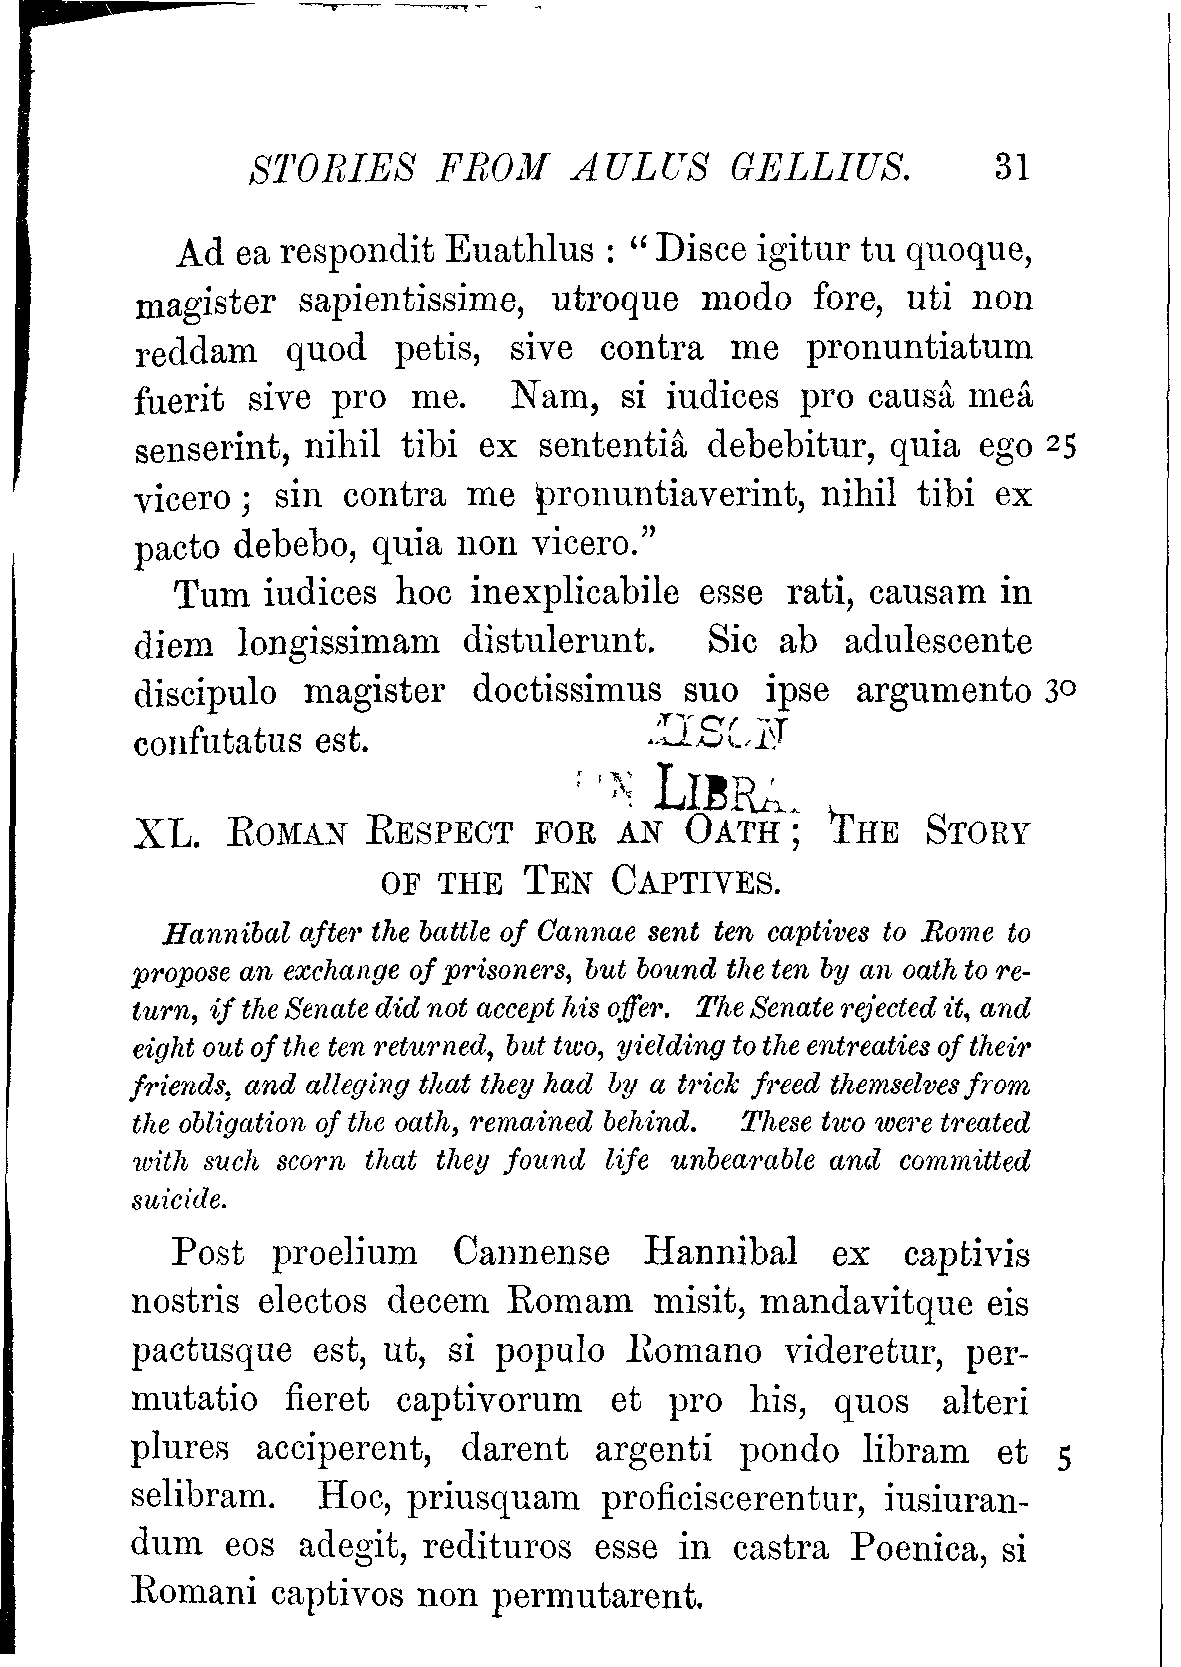 STORIES FROM AULUS GELLIUS. 31
Ad ea respondit Euathlus : “ Disce igitur tu quoque,
magister sapientissime, utroque modo fore, uti non
reddam quod petis, sive contra me pronuntiatum
fuerit sive pro me. Nam, si iudices pro causâ meâ
senserint, nihil tibi ex sententiâ debebitur, quia ego 25
vicero ; sin contra me pronuntiaverint, nihil tibi ex
pacto debebo, quia non vicero.”
Tum iudices hoc inexplicabile esse rati, causam in
diem longissimam distulerunt. Sic ab adulescente
discipulo magister doctissimus suo ipse argumento 30
confutatus est.
XL. ROMAN RESPECT FOR AN OATH ; THE STORY
OF THE TEN CAPTIVES.
Hannibal after the battle of Cannae sent ten captives to Rome to
propose an exchange of prisoners, but bound the ten by an oath to re-
turn, if the Senate did not accept his offer. The Senate rejected it, and
eight out of the ten returned, but two, yielding to the entreaties of their
friends, and alleging that they had by a trick freed themselves from
the obligation of the oath, remained behind. These two were treated
with such scorn that they found life unbearable and committed
suicide.
Post proelium Cannense Hannibal ex captivis
nostris electos decem Romam misit, mandavitque eis
pactusque est, ut, si populo Romano videretur, per-
mutatio fieret captivorum et pro his, quos alteri
plures acciperent, darent argenti pondo libram et 5
selibram. Hoc, priusquam proficiscerentur, iusiuran-
dum eos adegit, redituros esse in castra Poenica, si
Romani captivos non permutarent.